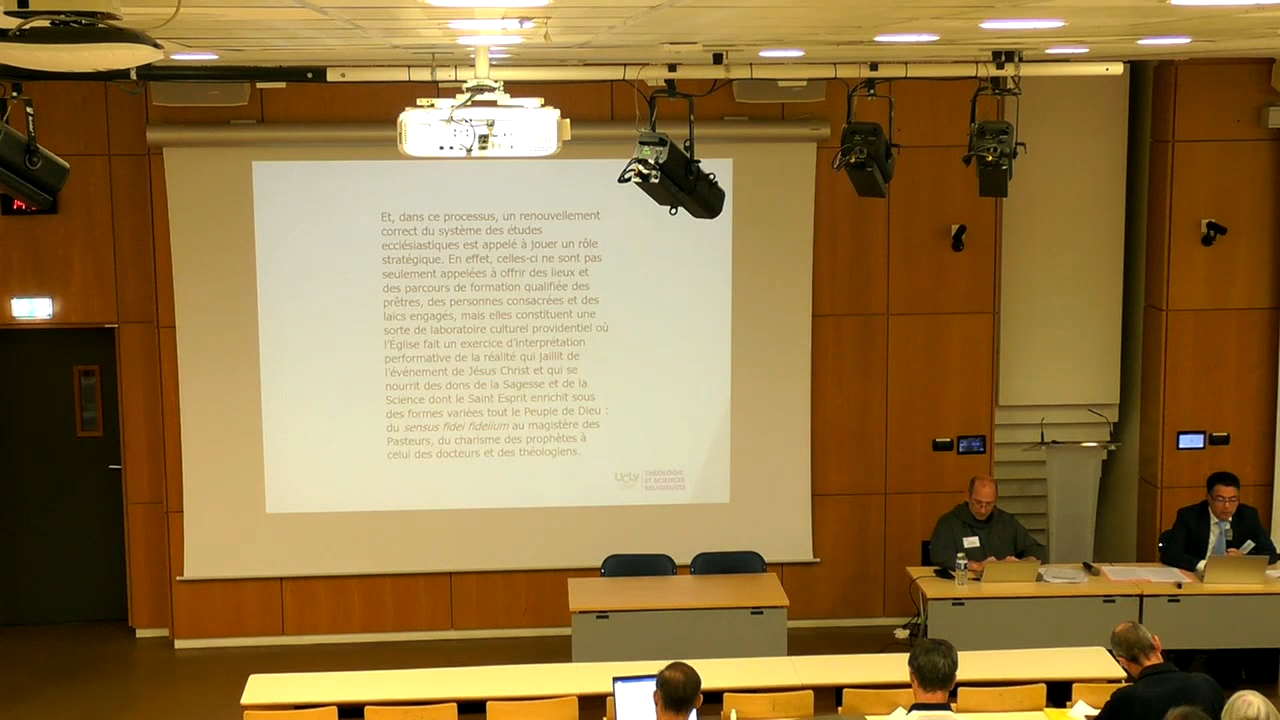 Et, dans ce processus, un renouvellement
correct du système des études
ecclésiastiques est appelé à jouer un rôle
stratégique. En effet, celles-ci ne sont pas
seulement appelées à offrir des lieux et
des parcours de formation qualifiée des
prêtres, des personnes consacrées et des
laïcs engagés, mais elles constituent une
sorte de laboratoire culturel providentiel où
l'Église fait un exercice d'interprétation
performative de la réalité qui jaillit de
l'événement de Jésus Christ et qui se
nourrit des dons de la Sagesse et de la
Science dont le Saint Esprit enrichit sous
des formes variées tout le Peuple de Dieu :
du sensus fidei fidelium au magistère des
Pasteurs, du charisme des prophètes à
celui des docteurs et des théologiens.
UCLy
THÉOLOGIE
ET SCIENCES
RELIGIEUSES